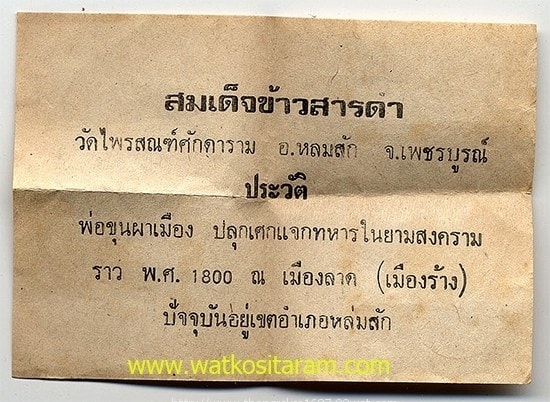 สมเด็จข้าวสารดำ
วัดไพรสณฑ์ศักดาราม อ.หลมสัก จ.เพชรบูรณ์
ประวัติ
พ่อขุนผาเมือง ปลุกเศกแจกทหารในยามสงคราม
ราว พ.ศ. 1800 ณ เมืองลาด (เมืองร้าง)
ปัจจุบันอยู่เขตอำเภอหล่มสัก
www.watkositaram.com